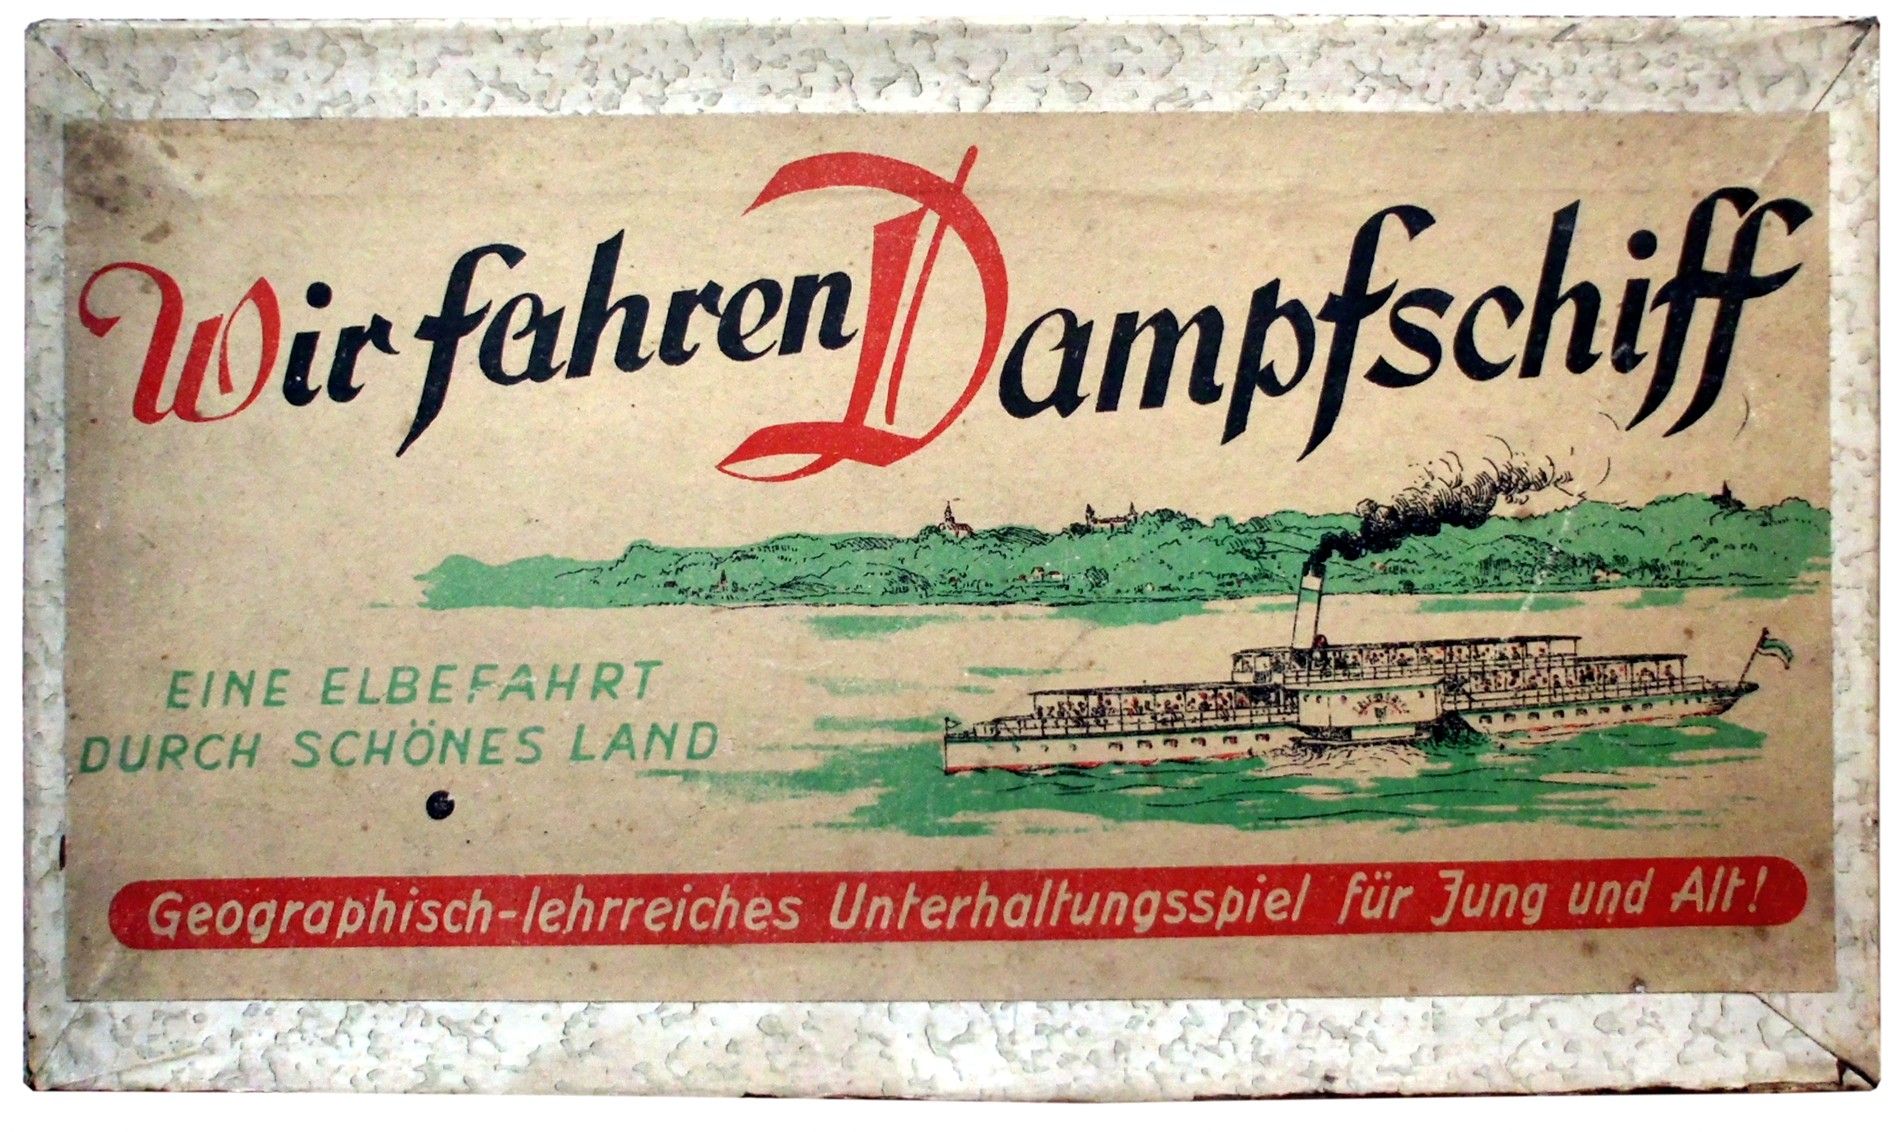 Wir fahren Dampfschiff
EINE ELBEFAHRT
DURCH SCHÖNES LAND
Geographisch-lehrreiches Unterhaltungsspiel für Jung und Alt!